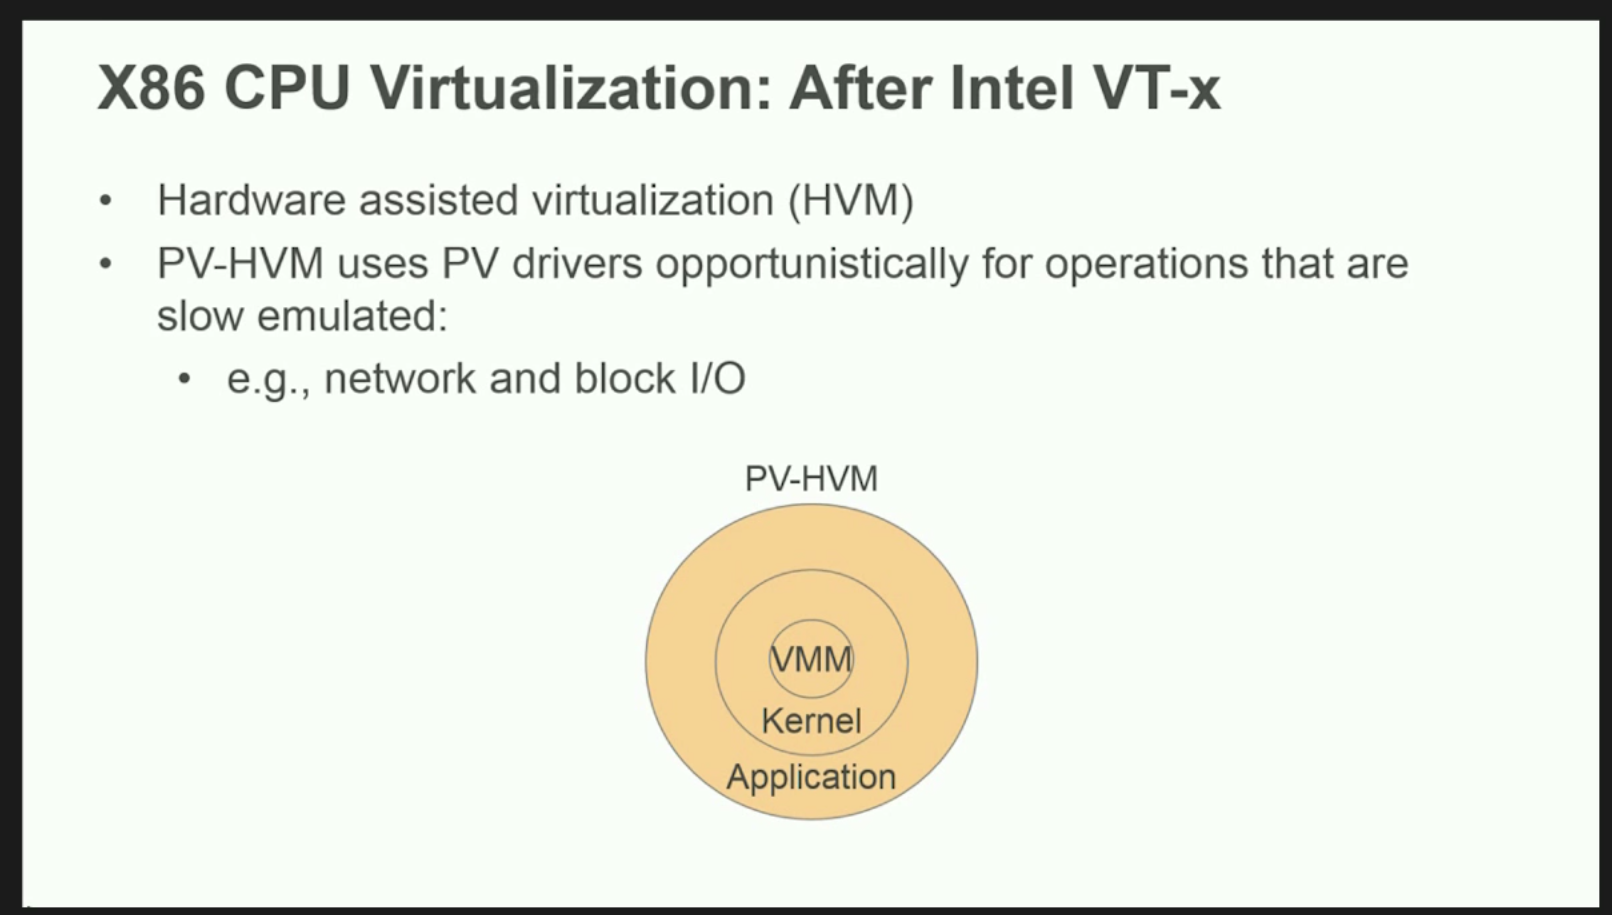 X86 CPU Virtualization: After Intel VT-x
• Hardware assisted virtualization (HVM)
• PV-HVM uses PV drivers opportunistically for operations that are
slow emulated:
• e.g., network and block I/O
PV-HVM
VMM
Kernel
Application